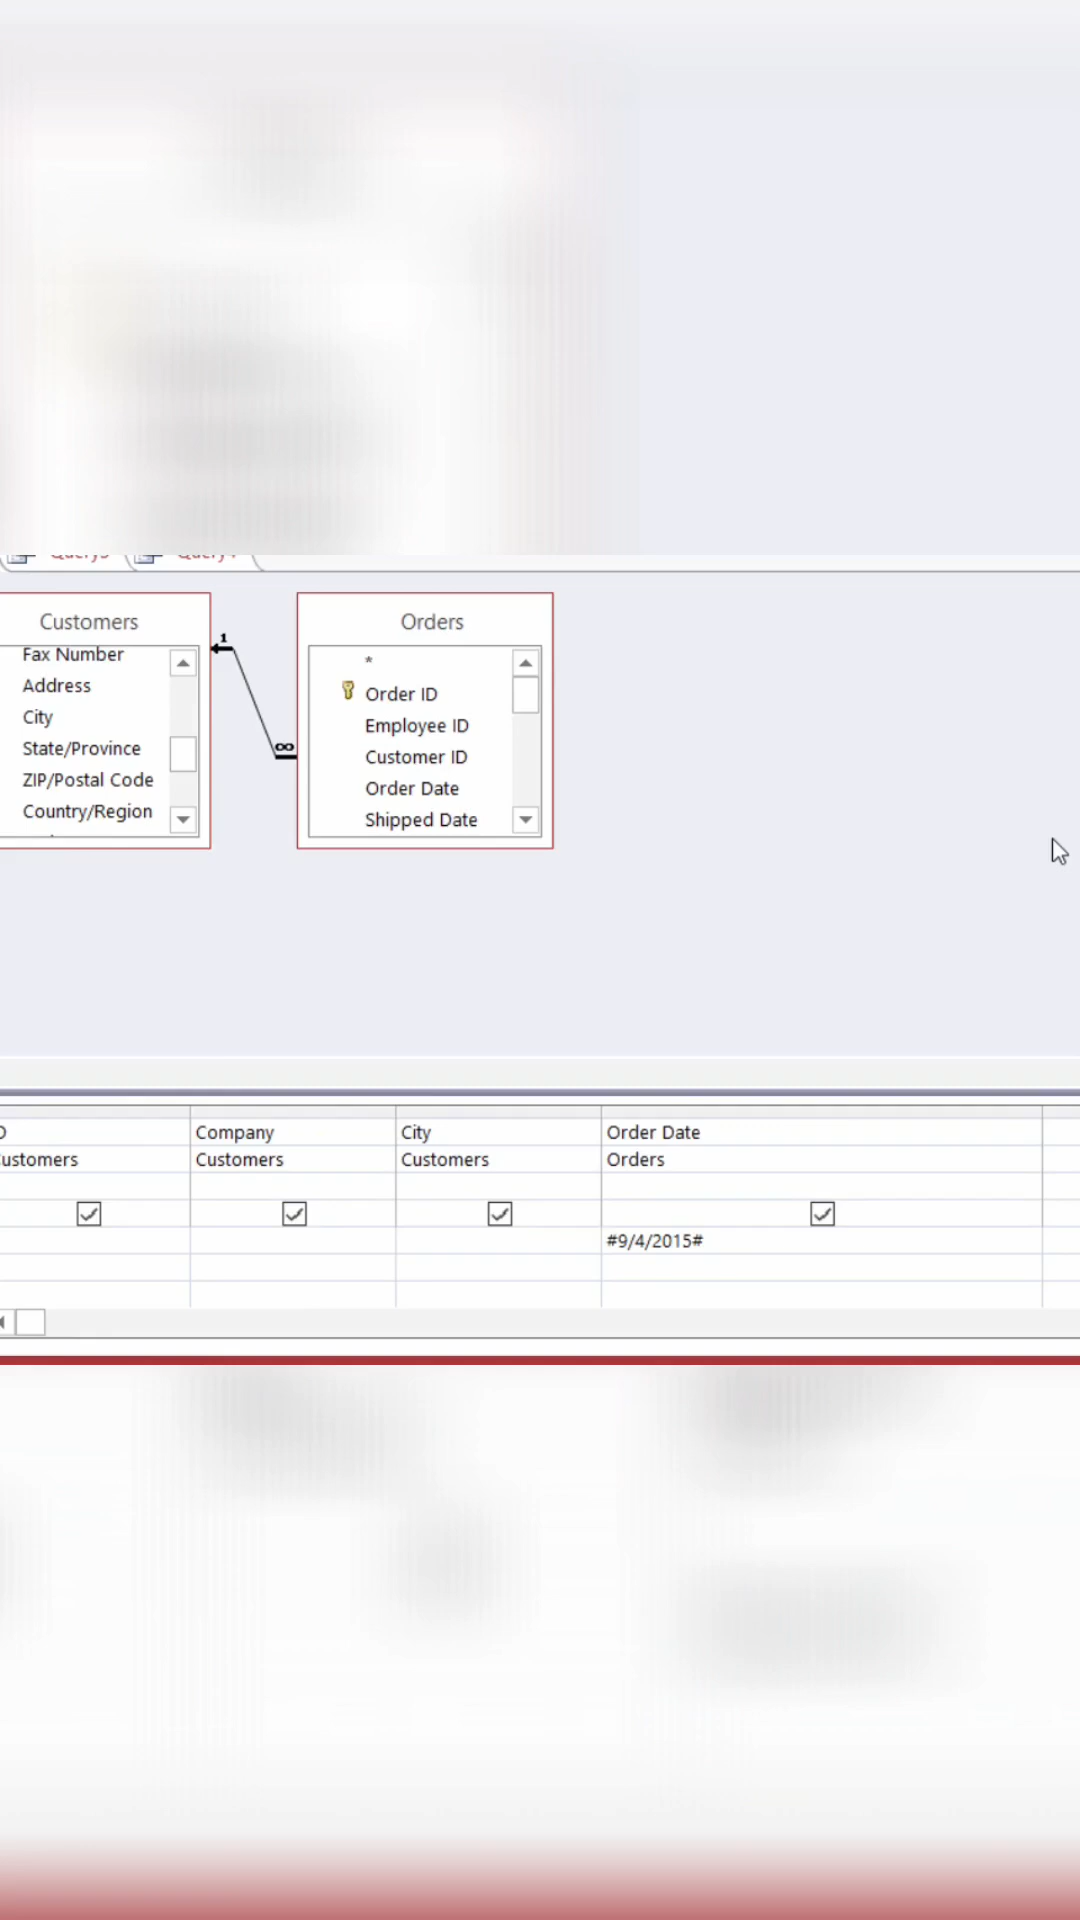 Customers
Fax Number
Address
City
State/Province
ZIP/Postal Code
Country/Region
1
∞
Orders
*
Order ID
Employee ID
Customer ID
Order Date
Shipped Date
Company City Order Date
Customers Customers Orders
#9/4/2015#